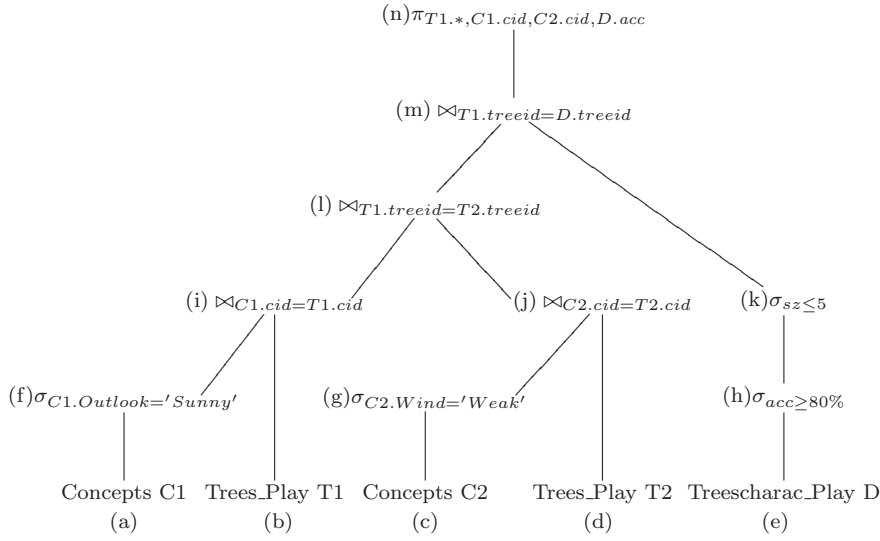 (n)π_{T1.*,C1.cid,C2.cid,D.acc}
(m) ⋈_{T1.treeid=D.treeid}
(l) ⋈_{T1.treeid=T2.treeid}
(i) ⋈_{C1.cid=T1.cid} (j) ⋈_{C2.cid=T2.cid} (k)σ_{sz≤5}
(f)σ_{C1.Outlook='Sunny'} (g)σ_{C2.Wind='Weak'} (h)σ_{acc≥80%}
Concepts C1 Trees_Play T1 Concepts C2 Trees_Play T2 Treescharac_Play D
(a) (b) (c) (d) (e)